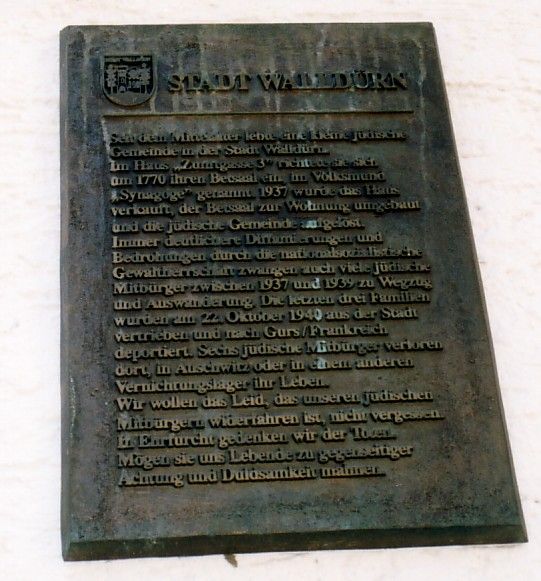 STADT WALLDÜRN
Seit dem Mittelalter lebte eine kleine jüdische
Gemeinde in der Stadt Walldürn.
Im Haus „Zunftgasse 3" richtete sie sich
um 1770 ihren Betsaal ein, im Volksmund
„Synagoge" genannt. 1937 wurde das Haus
verkauft, der Betsaal zur Wohnung umgebaut
und die jüdische Gemeinde aufgelöst.
Immer deutlichere Diffamierungen und
Bedrohungen durch die nationalsozialistische
Gewaltherrschaft zwangen auch viele jüdische
Mitbürger zwischen 1937 und 1939 zu Wegzug
und Auswanderung. Die letzten drei Familien
wurden am 22. Oktober 1940 aus der Stadt
vertrieben und nach Gurs/Frankreich
deportiert. Sechs jüdische Mitbürger verloren
dort, in Auschwitz oder in einem anderen
Vernichtungslager ihr Leben.
Wir wollen das Leid, das unseren jüdischen
Mitbürgern widerfahren ist, nicht vergessen.
In Ehrfurcht gedenken wir der Toten.
Mögen sie uns Lebende zu gegenseitiger
Achtung und Duldsamkeit mahnen.